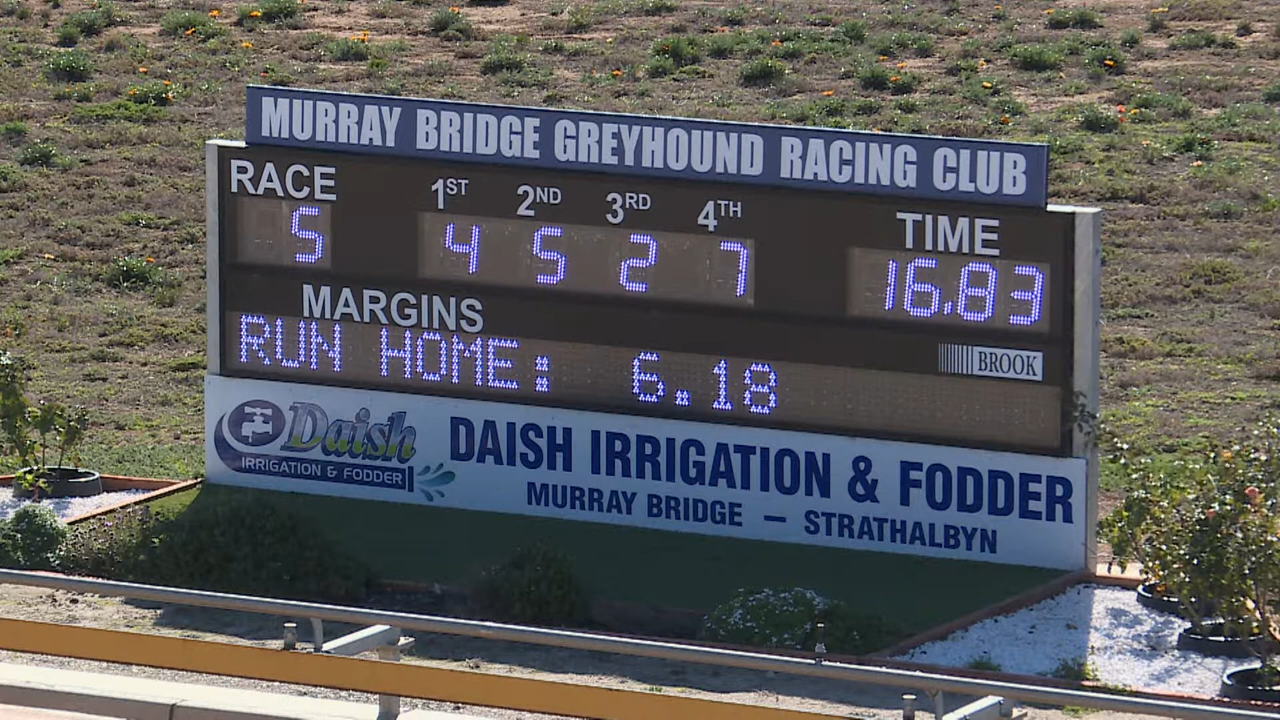 MURRAY BRIDGE GREYHOUND RACING CLUB
RACE 1ST 2ND 3RD 4TH TIME
5 4 5 2 7 16.83
MARGINS
RUN HOME: 6.18
BROOK
Daish
IRRIGATION & FODDER
DAISH IRRIGATION & FODDER
MURRAY BRIDGE — STRATHALBYN